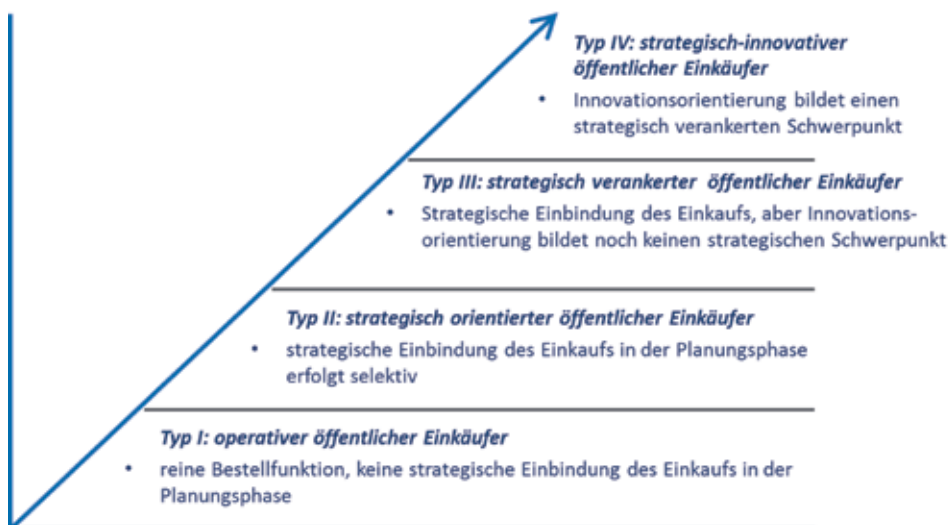 Typ IV: strategisch-innovativer
öffentlicher Einkäufer
• Innovationsorientierung bildet einen
strategisch verankerten Schwerpunkt
Typ III: strategisch verankerter öffentlicher Einkäufer
• Strategische Einbindung des Einkaufs, aber Innovations-
orientierung bildet noch keinen strategischen Schwerpunkt
Typ II: strategisch orientierter öffentlicher Einkäufer
• strategische Einbindung des Einkaufs in der Planungsphase
erfolgt selektiv
Typ I: operativer öffentlicher Einkäufer
• reine Bestellfunktion, keine strategische Einbindung des Einkaufs in der
Planungsphase